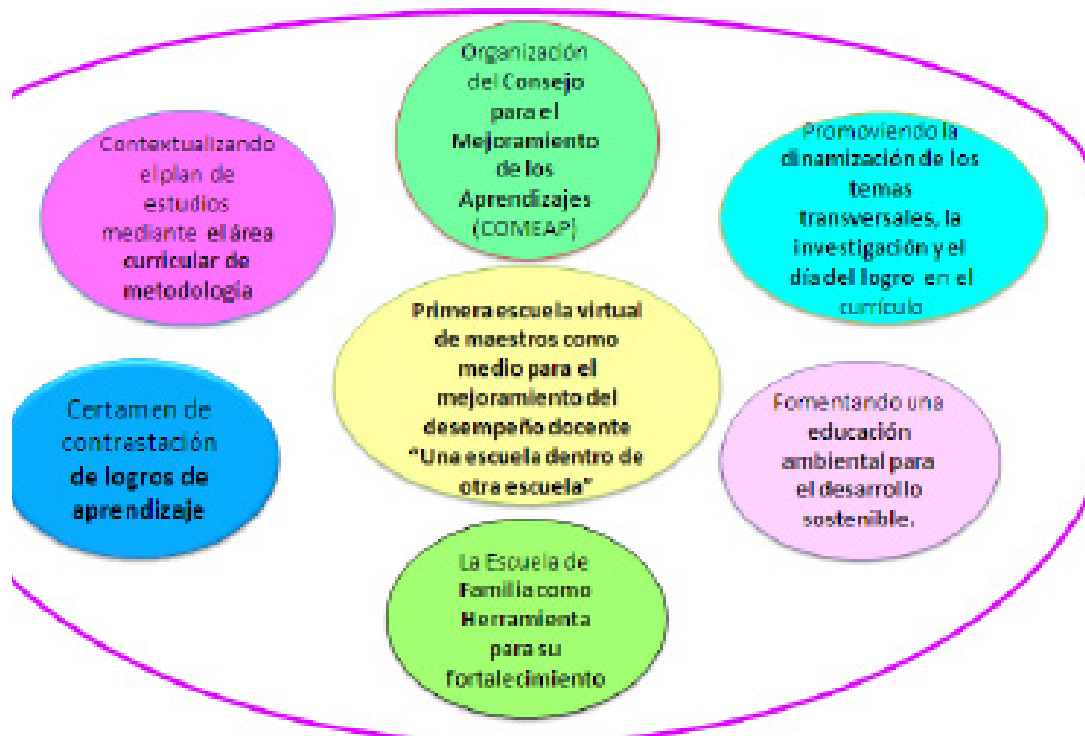 Organización
del Consejo
para el
Mejoramiento
de los
Aprendizajes
(COMEAP)
Contextualizando
el plan de
estudios
mediante el área
curricular de
metodología
Promoviendo la
dinamización de los
temas
transversales, la
investigación y el
día del logro en el
currículo
Primera escuela virtual
de maestros como
medio para el
mejoramiento del
desempeño docente
"Una escuela dentro de
otra escuela"
Certamen de
contrastación
de logros de
aprendizaje
Fomentando una
educación
ambiental para
el desarrollo
sostenible.
La Escuela de
Familia como
Herramienta
para su
fortalecimiento